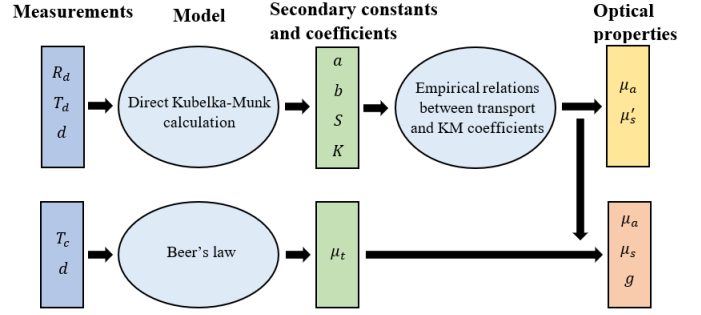 Measurements
Model
Secondary constants
and coefficients
Optical
properties
R_d
T_d
d
Direct Kubelka-Munk
calculation
a
b
S
K
Empirical relations
between transport
and KM coefficients
μ_a
μ_s′
T_c
d
Beer's law
μ_t
μ_a
μ_s
g